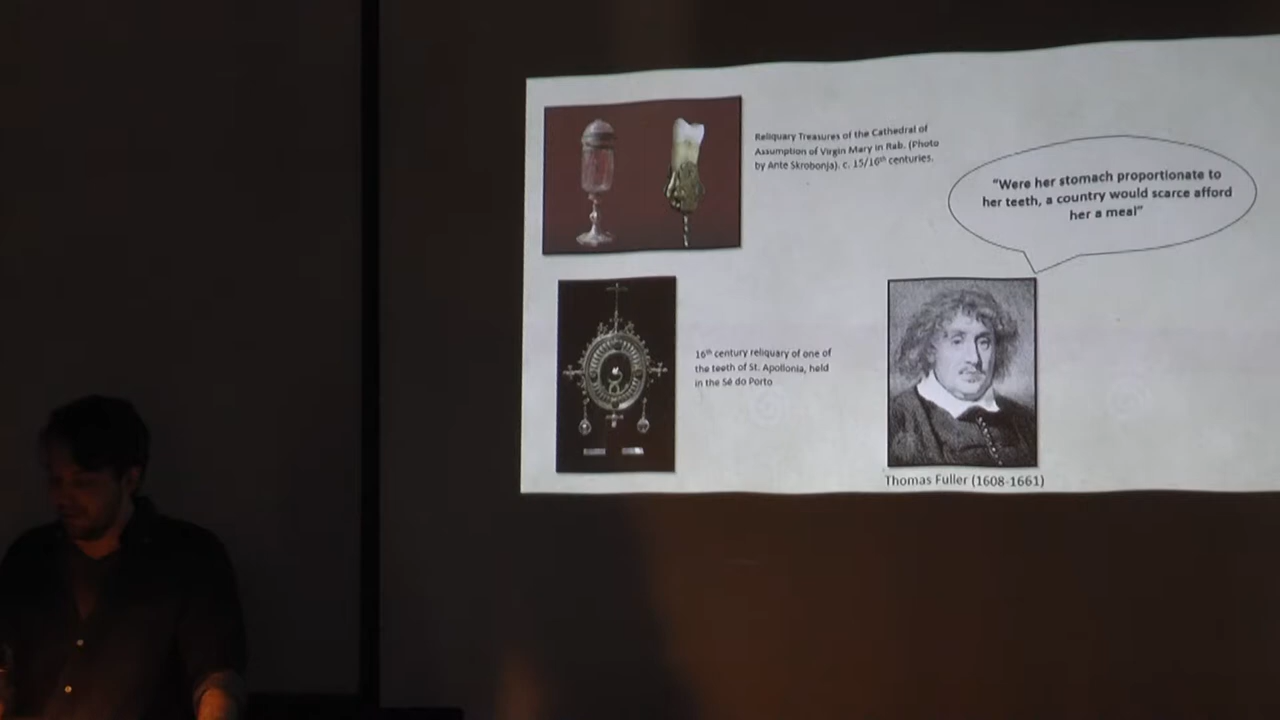 Reliquary Treasures of the Cathedral of
Assumption of Virgin Mary in Rab. (Photo
by Ante Skrobonja). c. 15/16th centuries.
"Were her stomach proportionate to
her teeth, a country would scarce afford
her a meal"
16th century reliquary of one of
the teeth of St. Apollonia, held
in the Sé do Porto
Thomas Fuller (1608-1661)